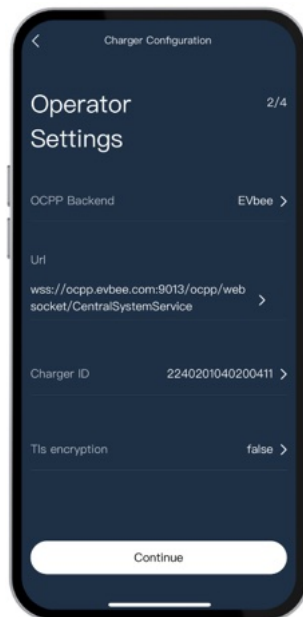 Charger Configuration
Operator 2/4
Settings
OCPP Backend EVbee >
Url
wss://ocpp.evbee.com:9013/ocpp/web
socket/CentralSystemService >
Charger ID 2240201040200411 >
Tls encryption false >
Continue